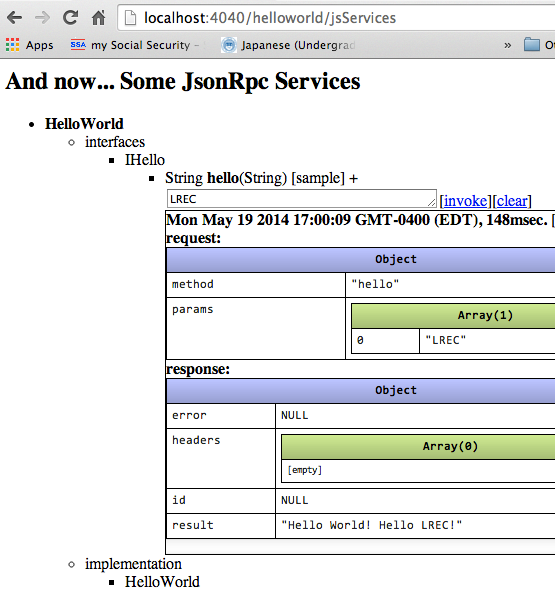 localhost:4040/helloworld/jsServices
Apps SSA my Social Security - Japanese (Undergrad » Ot
And now... Some JsonRpc Services
HelloWorld
interfaces
IHello
String hello(String) [sample] +
LREC [invoke][clear]
Mon May 19 2014 17:00:09 GMT-0400 (EDT), 148msec. [
request:
Object
method "hello"
params Array(1)
0 "LREC"
response:
Object
error NULL
headers Array(0)
[empty]
id NULL
result "Hello World! Hello LREC!"
implementation
HelloWorld